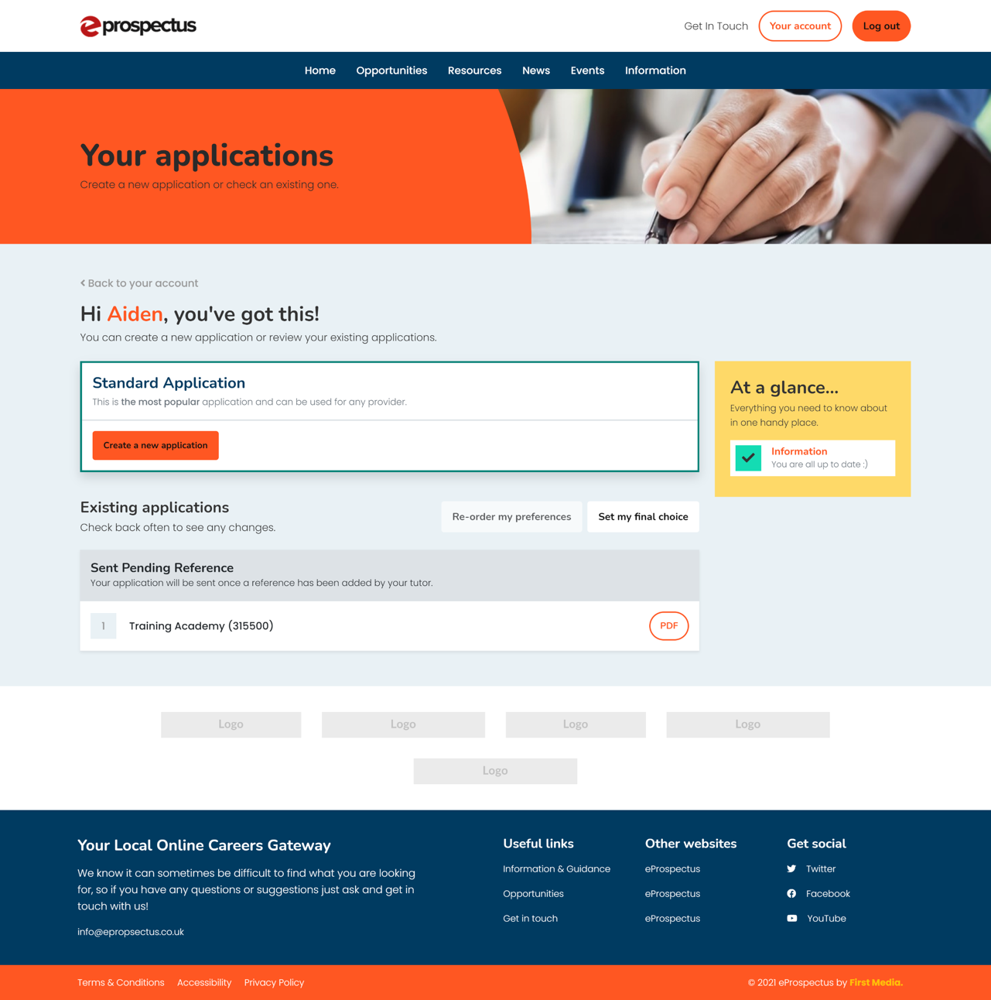 eprospectus
Get In Touch
Your account
Log out
Home
Opportunities
Resources
News
Events
Information
Your applications
Create a new application or check an existing one.
Back to your account
Hi Aiden, you've got this!
You can create a new application or review your existing applications.
Standard Application
This is the most popular application and can be used for any provider.
Create a new application
At a glance...
Everything you need to know about
in one handy place.
Information
You are all up to date :)
Existing applications
Check back often to see any changes.
Re-order my preferences
Set my final choice
Sent Pending Reference
Your application will be sent once a reference has been added by your tutor.
1
Training Academy (315500)
PDF
Logo
Logo
Logo
Logo
Logo
Your Local Online Careers Gateway
We know it can sometimes be difficult to find what you are looking
for, so if you have any questions or suggestions just ask and get in
touch with us!
info@epropsectus.co.uk
Useful links
Information & Guidance
Opportunities
Get in touch
Other websites
eProspectus
eProspectus
eProspectus
Get social
Twitter
Facebook
YouTube
Terms & Conditions
Accessibility
Privacy Policy
© 2021 eProspectus by First Media.